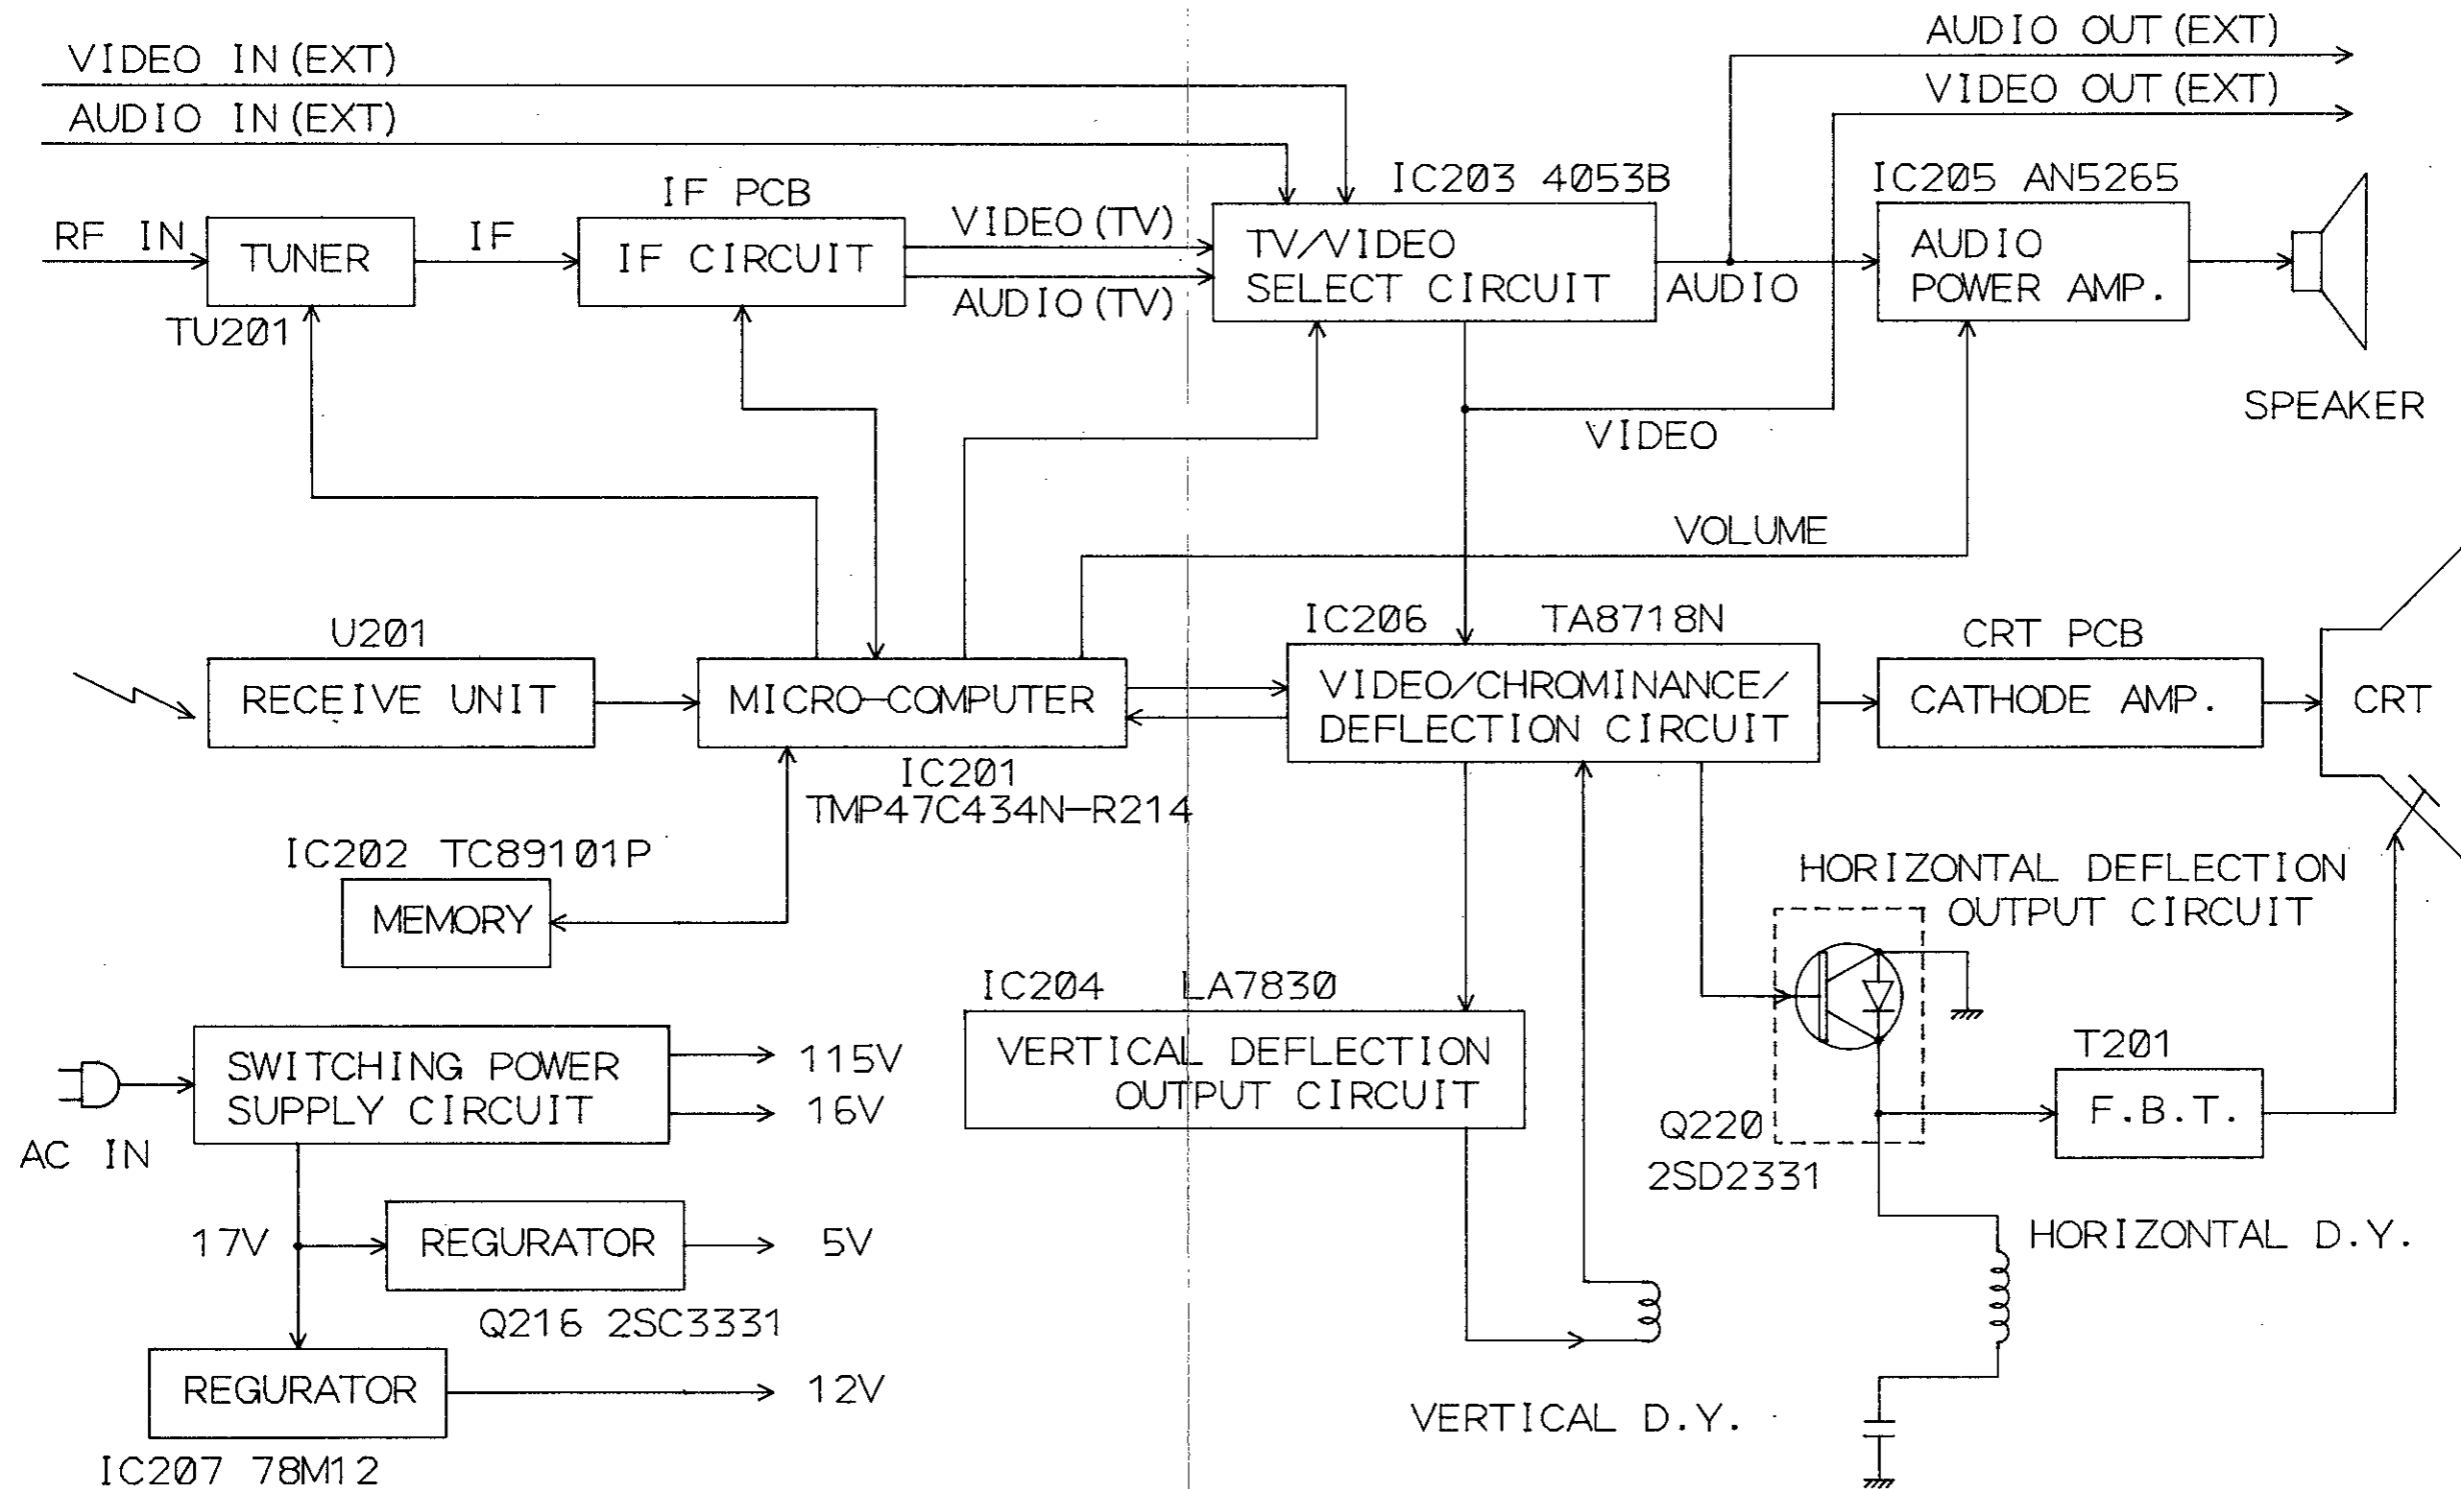 VIDEO IN (EXT)
AUDIO IN (EXT)
AUDIO OUT (EXT)
VIDEO OUT (EXT)
RF IN
TUNER
TU201
IF
IF PCB
IF CIRCUIT
VIDEO (TV)
AUDIO (TV)
IC203 4053B
TV/VIDEO
SELECT CIRCUIT
AUDIO
IC205 AN5265
AUDIO
POWER AMP.
SPEAKER
VIDEO
VOLUME
U201
RECEIVE UNIT
MICRO-COMPUTER
IC201
TMP47C434N-R214
IC206 TA8718N
VIDEO/CHROMINANCE/
DEFLECTION CIRCUIT
CRT PCB
CATHODE AMP.
CRT
IC202 TC89101P
MEMORY
HORIZONTAL DEFLECTION
OUTPUT CIRCUIT
IC204 LA7830
VERTICAL DEFLECTION
OUTPUT CIRCUIT
Q220
2SD2331
T201
F.B.T.
AC IN
SWITCHING POWER
SUPPLY CIRCUIT
115V
16V
17V
REGURATOR
5V
Q216 2SC3331
REGURATOR
12V
IC207 78M12
HORIZONTAL D.Y.
VERTICAL D.Y.